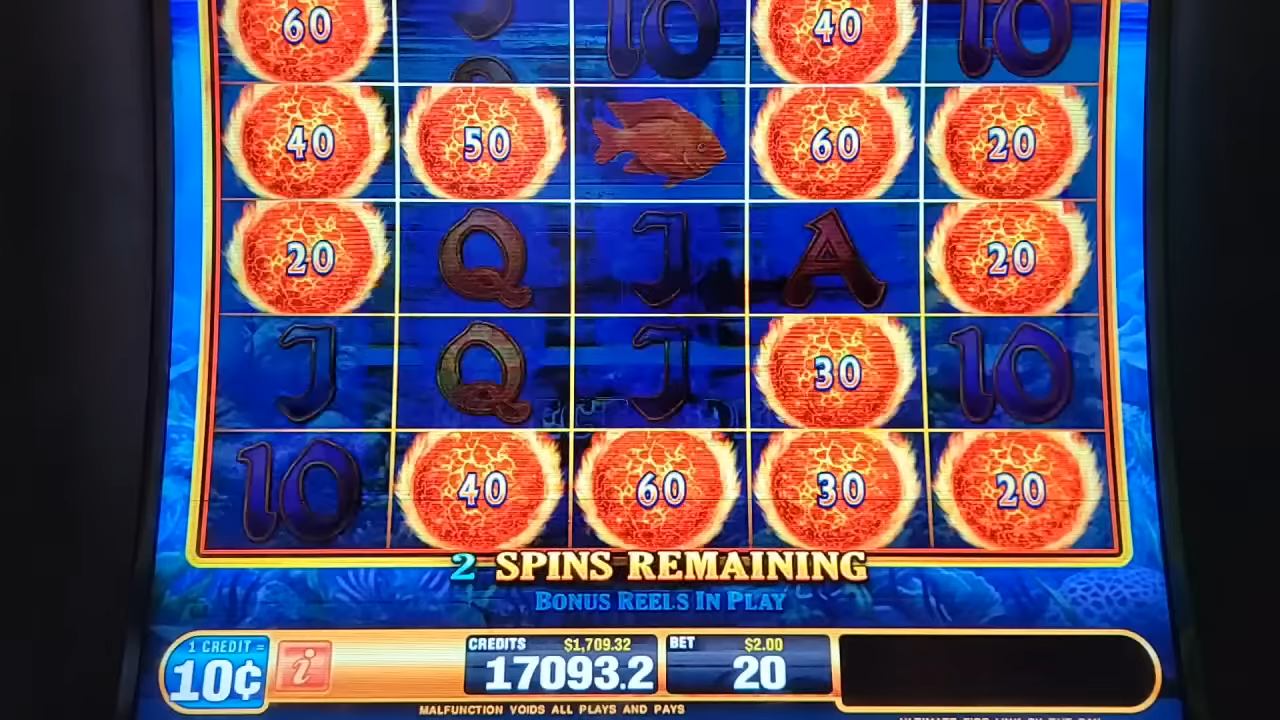 60 10 40 10
40 50 60 20
20 Q J A 20
J Q J 30 10
10 40 60 30 20
2 SPINS REMAINING
BONUS REELS IN PLAY
1 CREDIT =
10¢
i
CREDITS $1,709.32
17093.2
BET $2.00
20
MALFUNCTION VOIDS ALL PLAYS AND PAYS